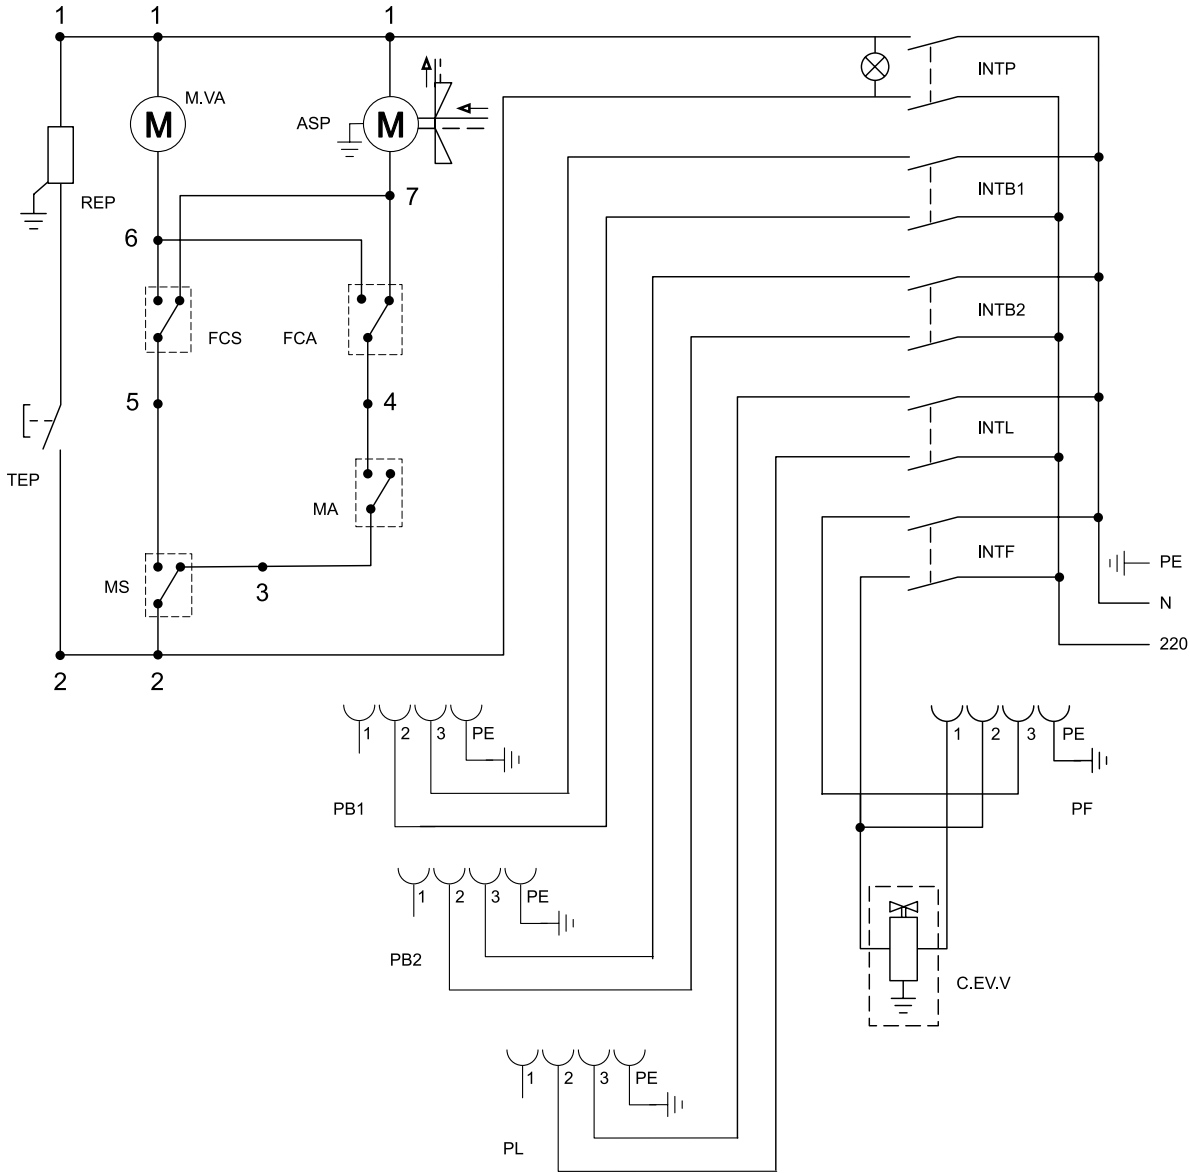 1 1 1
INTP
M.VA
M M
ASP
INTB1
REP
7
6
INTB2
FCS FCA
5 4
INTL
TEP
MA
INTF
PE
MS
3
N
220
2 2
1 2 3 PE
1 2 3 PE
PB1
PF
1 2 3 PE
PB2
C.EV.V
1 2 3 PE
PL